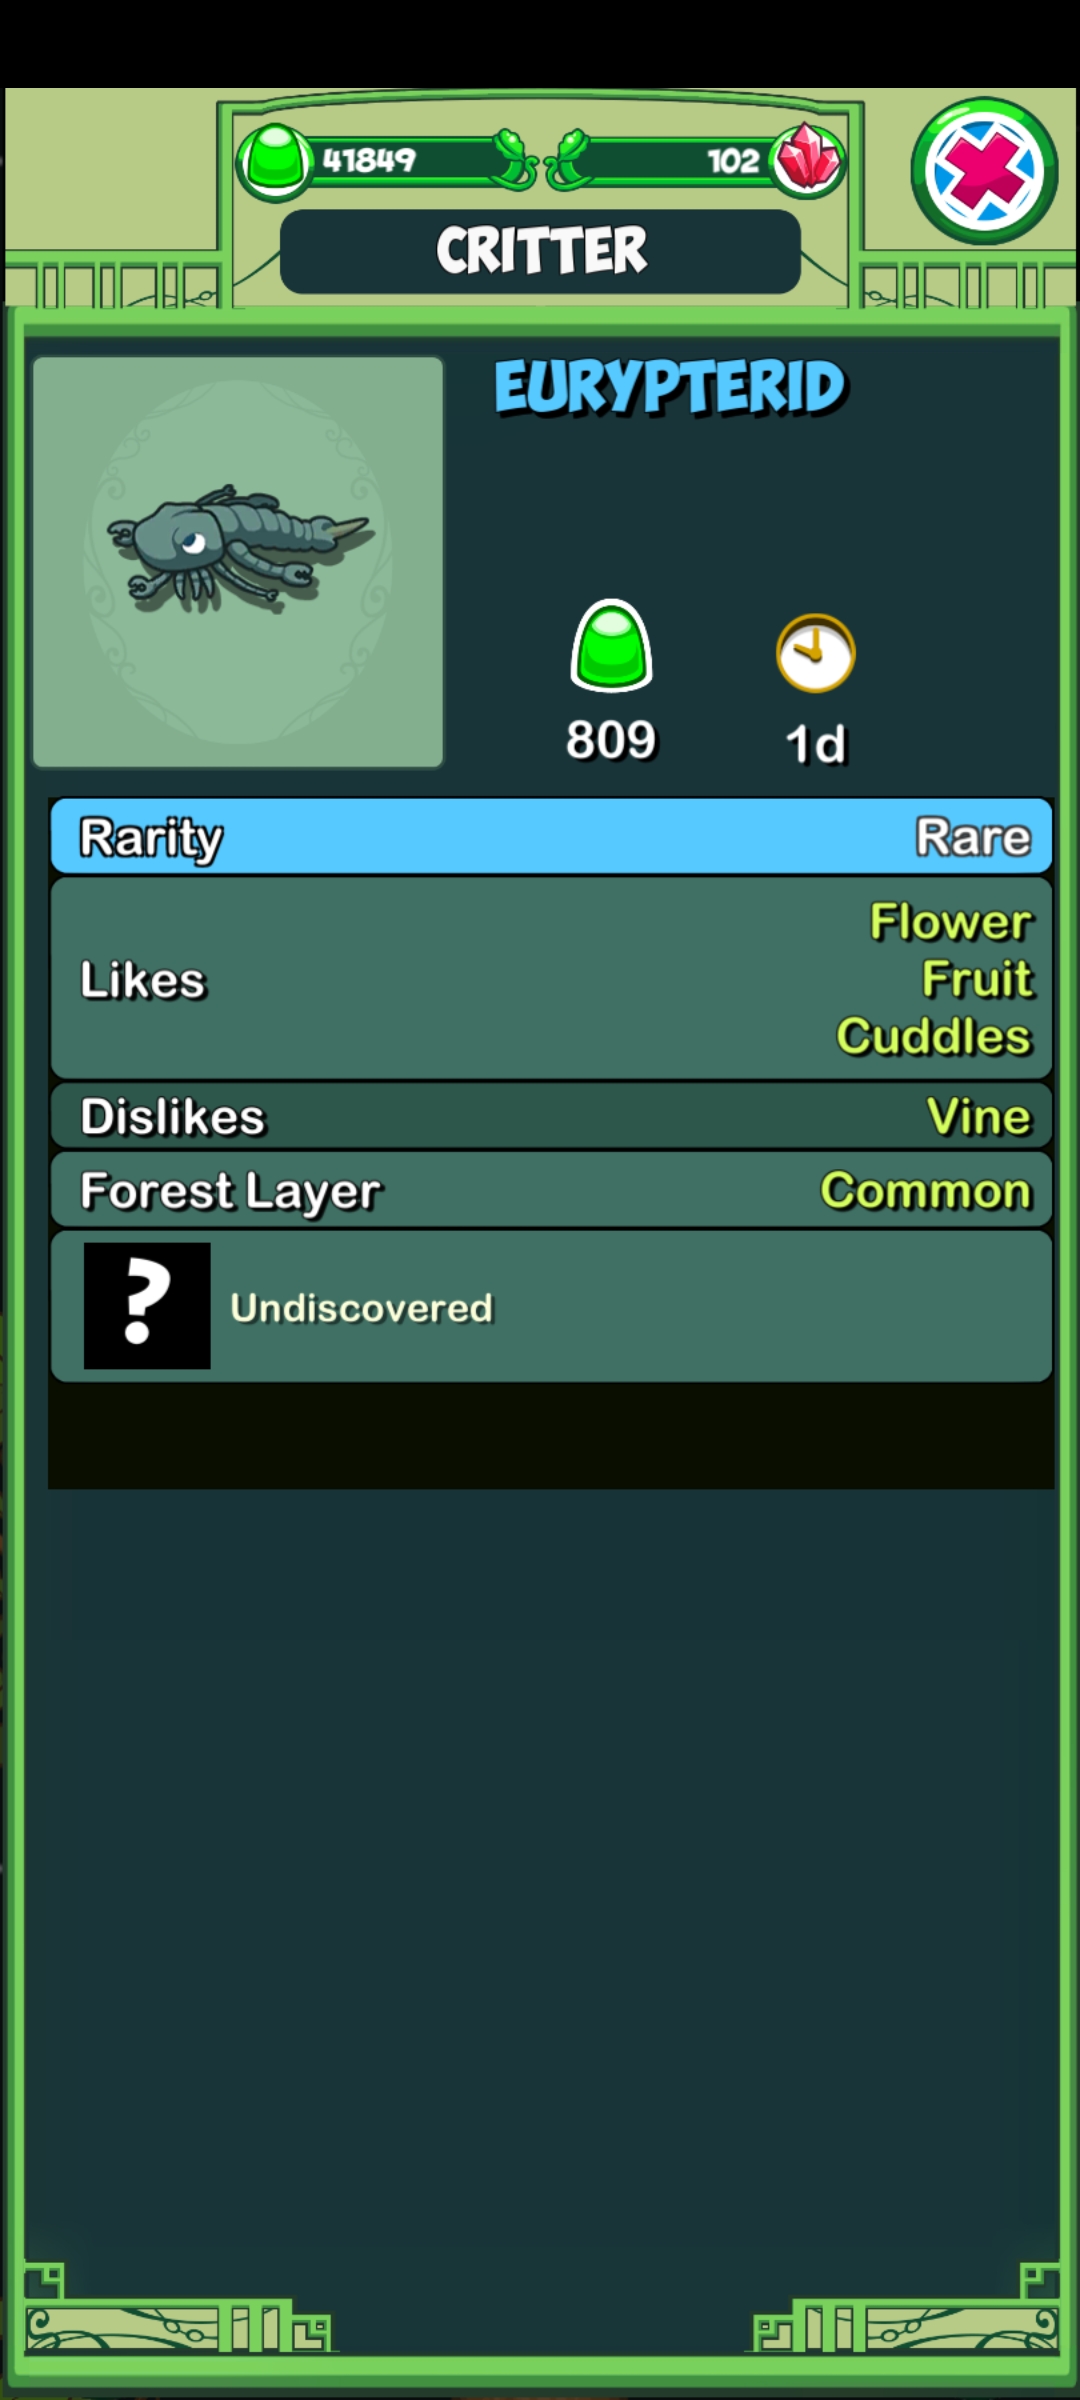 41849
102
CRITTER
EURYPTERID
809
1d
Rarity
Rare
Likes
Flower
Fruit
Cuddles
Dislikes
Vine
Forest Layer
Common
?
Undiscovered